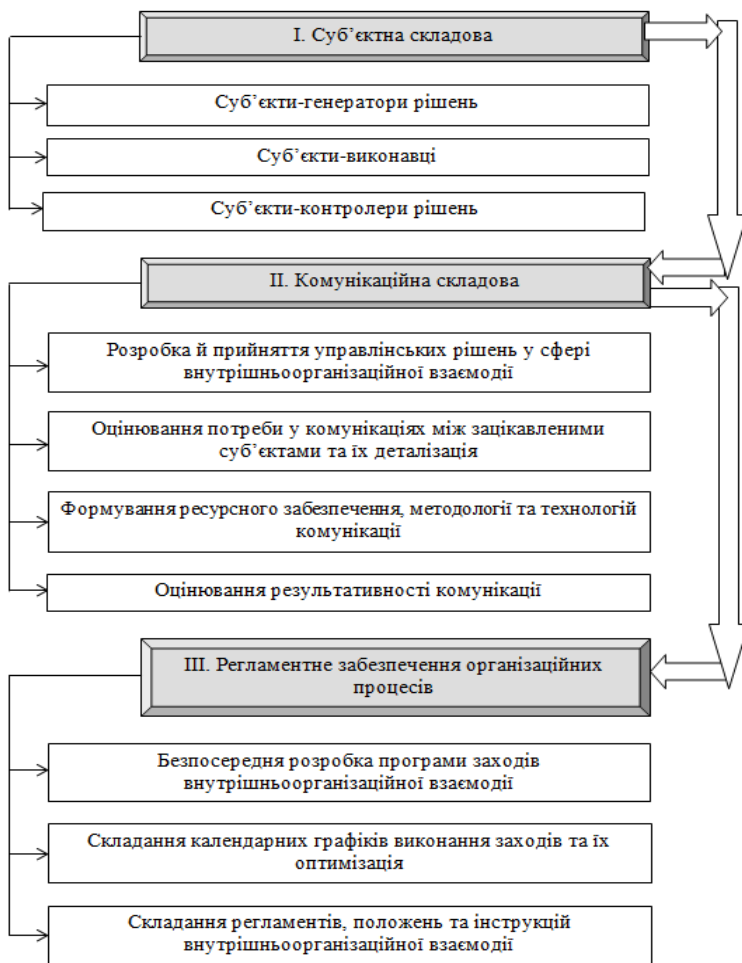 I. Суб’єктна складова
Суб’єкти-генератори рішень
Суб’єкти-виконавці
Суб’єкти-контролери рішень
II. Комунікаційна складова
Розробка й прийняття управлінських рішень у сфері
внутрішньоорганізаційної взаємодії
Оцінювання потреби у комунікаціях між зацікавленими
суб’єктами та їх деталізація
Формування ресурсного забезпечення, методології та технологій
комунікації
Оцінювання результативності комунікації
III. Регламентне забезпечення організаційних
процесів
Безпосередня розробка програми заходів
внутрішньоорганізаційної взаємодії
Складання календарних графіків виконання заходів та їх
оптимізація
Складання регламентів, положень та інструкцій
внутрішньоорганізаційної взаємодії